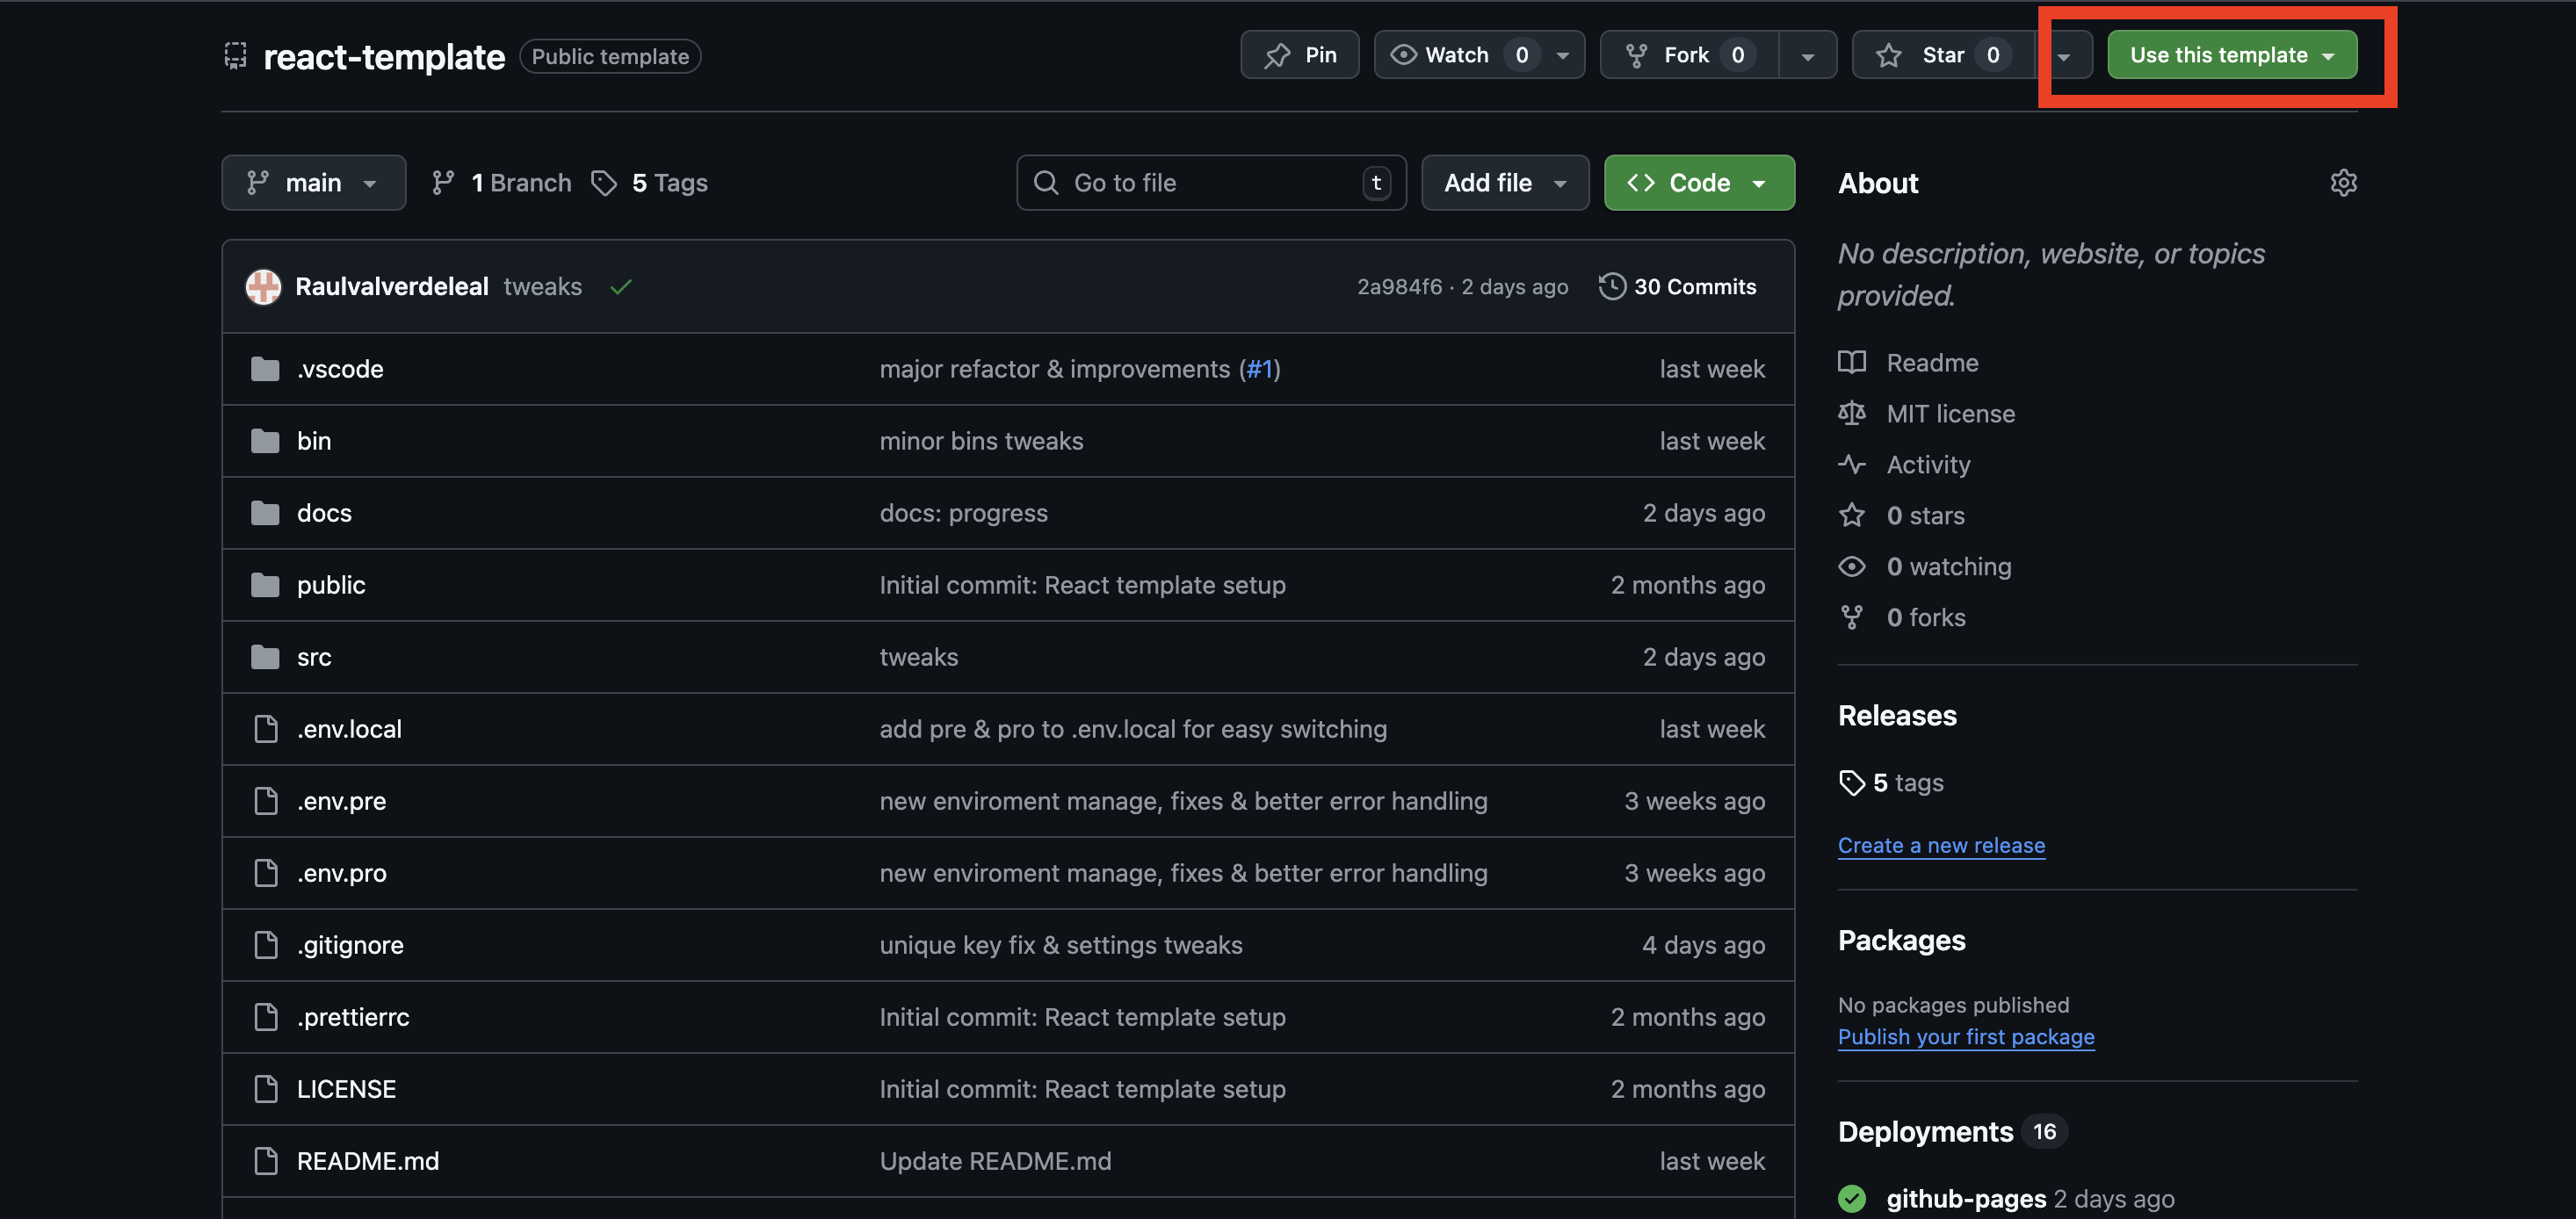 react-template Public template Pin Watch 0 Fork 0 Star 0 Use this template
main 1 Branch 5 Tags Go to file t Add file Code
Raulvalverdeleal tweaks 2a984f6 · 2 days ago 30 Commits
.vscode major refactor & improvements (#1) last week
bin minor bins tweaks last week
docs docs: progress 2 days ago
public Initial commit: React template setup 2 months ago
src tweaks 2 days ago
.env.local add pre & pro to .env.local for easy switching last week
.env.pre new enviroment manage, fixes & better error handling 3 weeks ago
.env.pro new enviroment manage, fixes & better error handling 3 weeks ago
.gitignore unique key fix & settings tweaks 4 days ago
.prettierrc Initial commit: React template setup 2 months ago
LICENSE Initial commit: React template setup 2 months ago
README.md Update README.md last week
About
No description, website, or topics
provided.
Readme
MIT license
Activity
0 stars
0 watching
0 forks
Releases
5 tags
Create a new release
Packages
No packages published
Publish your first package
Deployments 16
github-pages 2 days ago